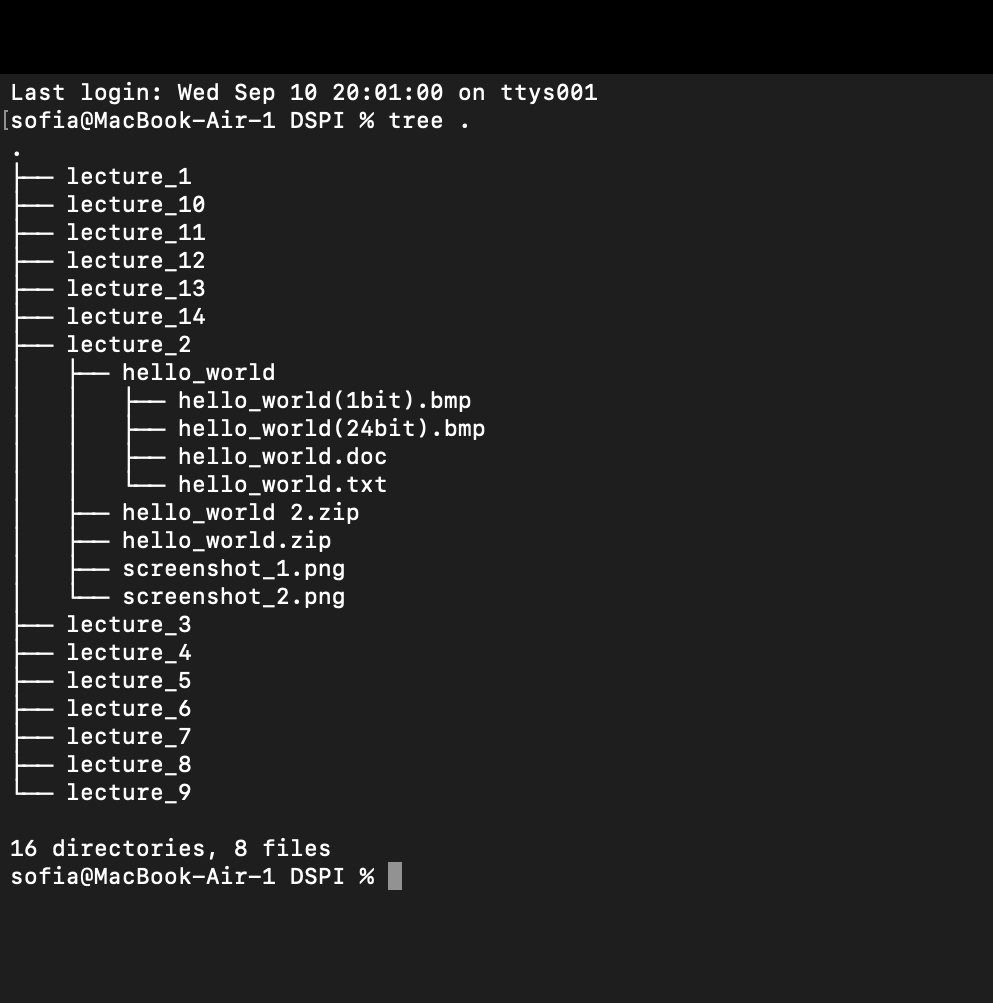 Last login: Wed Sep 10 20:01:00 on ttys001
[sofia@MacBook-Air-1 DSPI % tree .
.
├── lecture_1
├── lecture_10
├── lecture_11
├── lecture_12
├── lecture_13
├── lecture_14
├── lecture_2
│   ├── hello_world
│   │   ├── hello_world(1bit).bmp
│   │   ├── hello_world(24bit).bmp
│   │   ├── hello_world.doc
│   │   └── hello_world.txt
│   ├── hello_world 2.zip
│   ├── hello_world.zip
│   ├── screenshot_1.png
│   └── screenshot_2.png
├── lecture_3
├── lecture_4
├── lecture_5
├── lecture_6
├── lecture_7
├── lecture_8
└── lecture_9

16 directories, 8 files
sofia@MacBook-Air-1 DSPI %